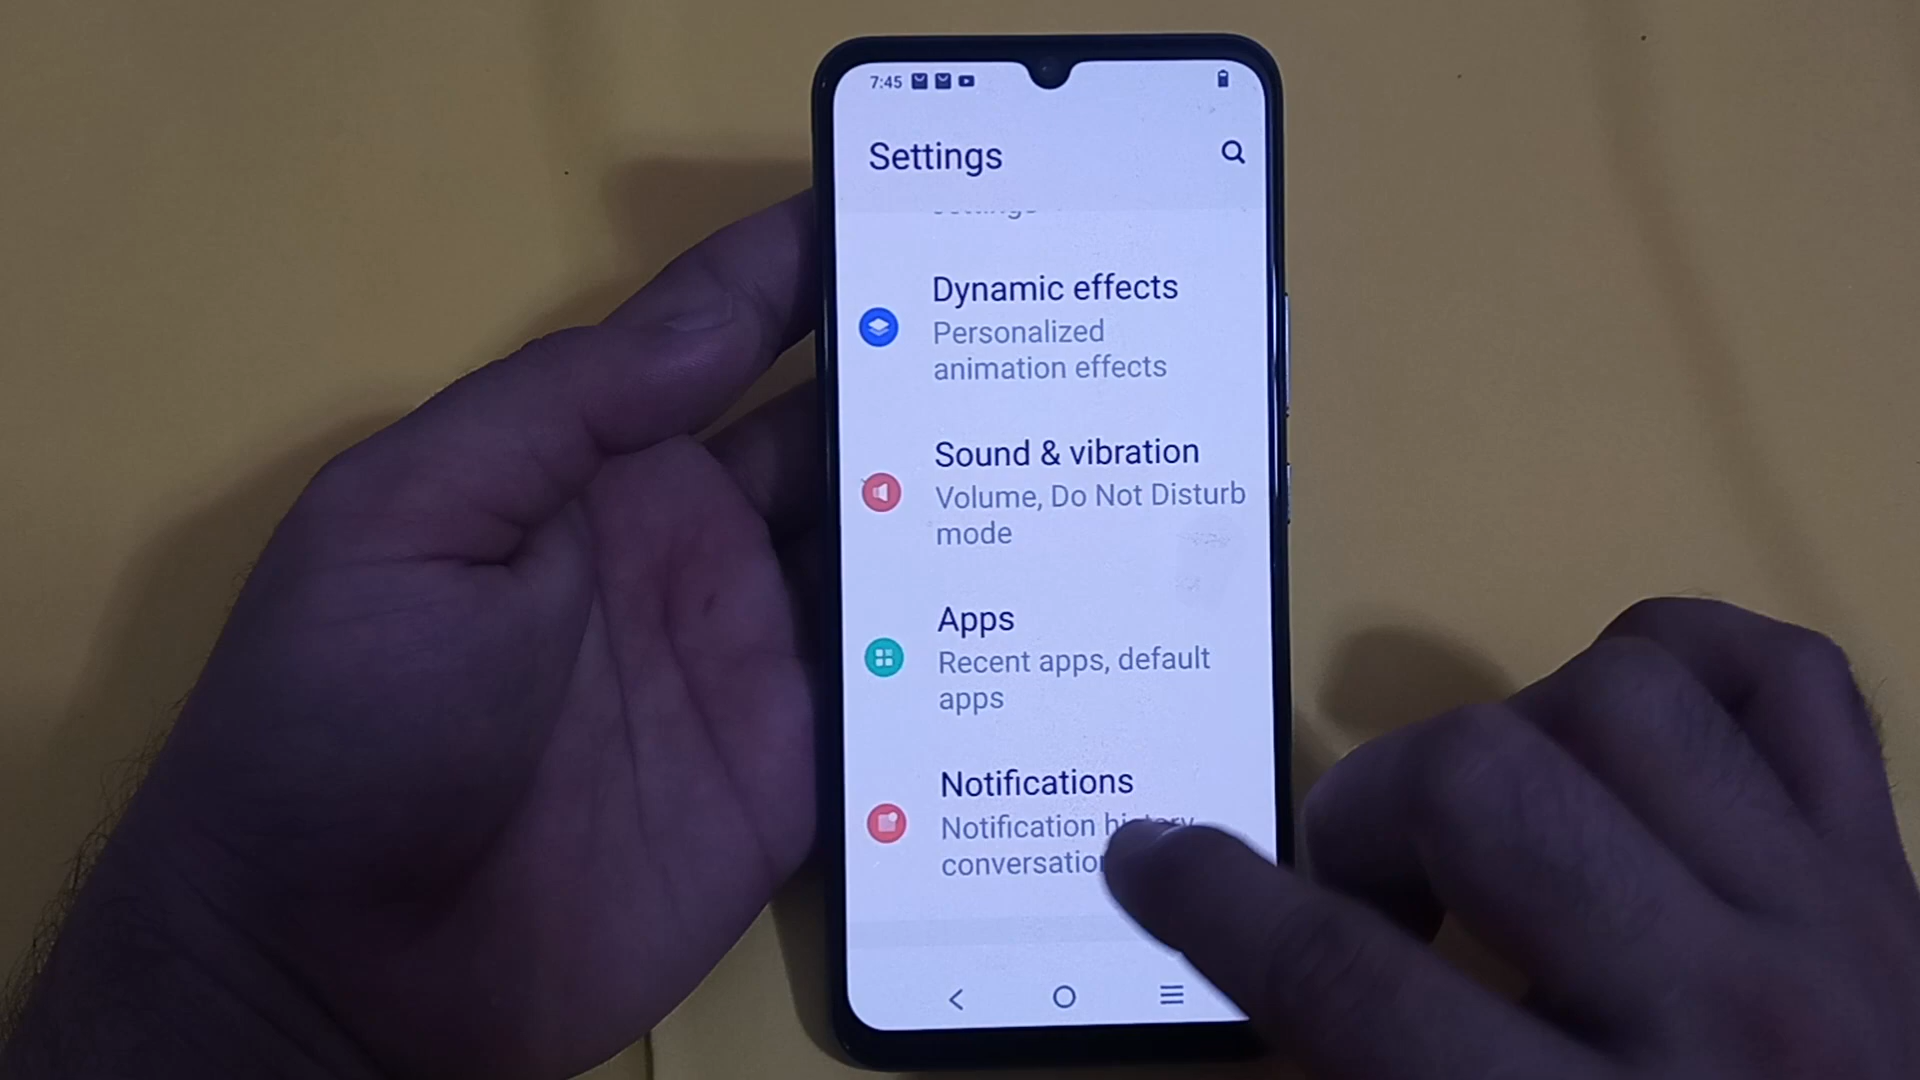 7:45
Settings
settings
Dynamic effects
Personalized
animation effects
Sound & vibration
Volume, Do Not Disturb
mode
Apps
Recent apps, default
apps
Notifications
Notification history